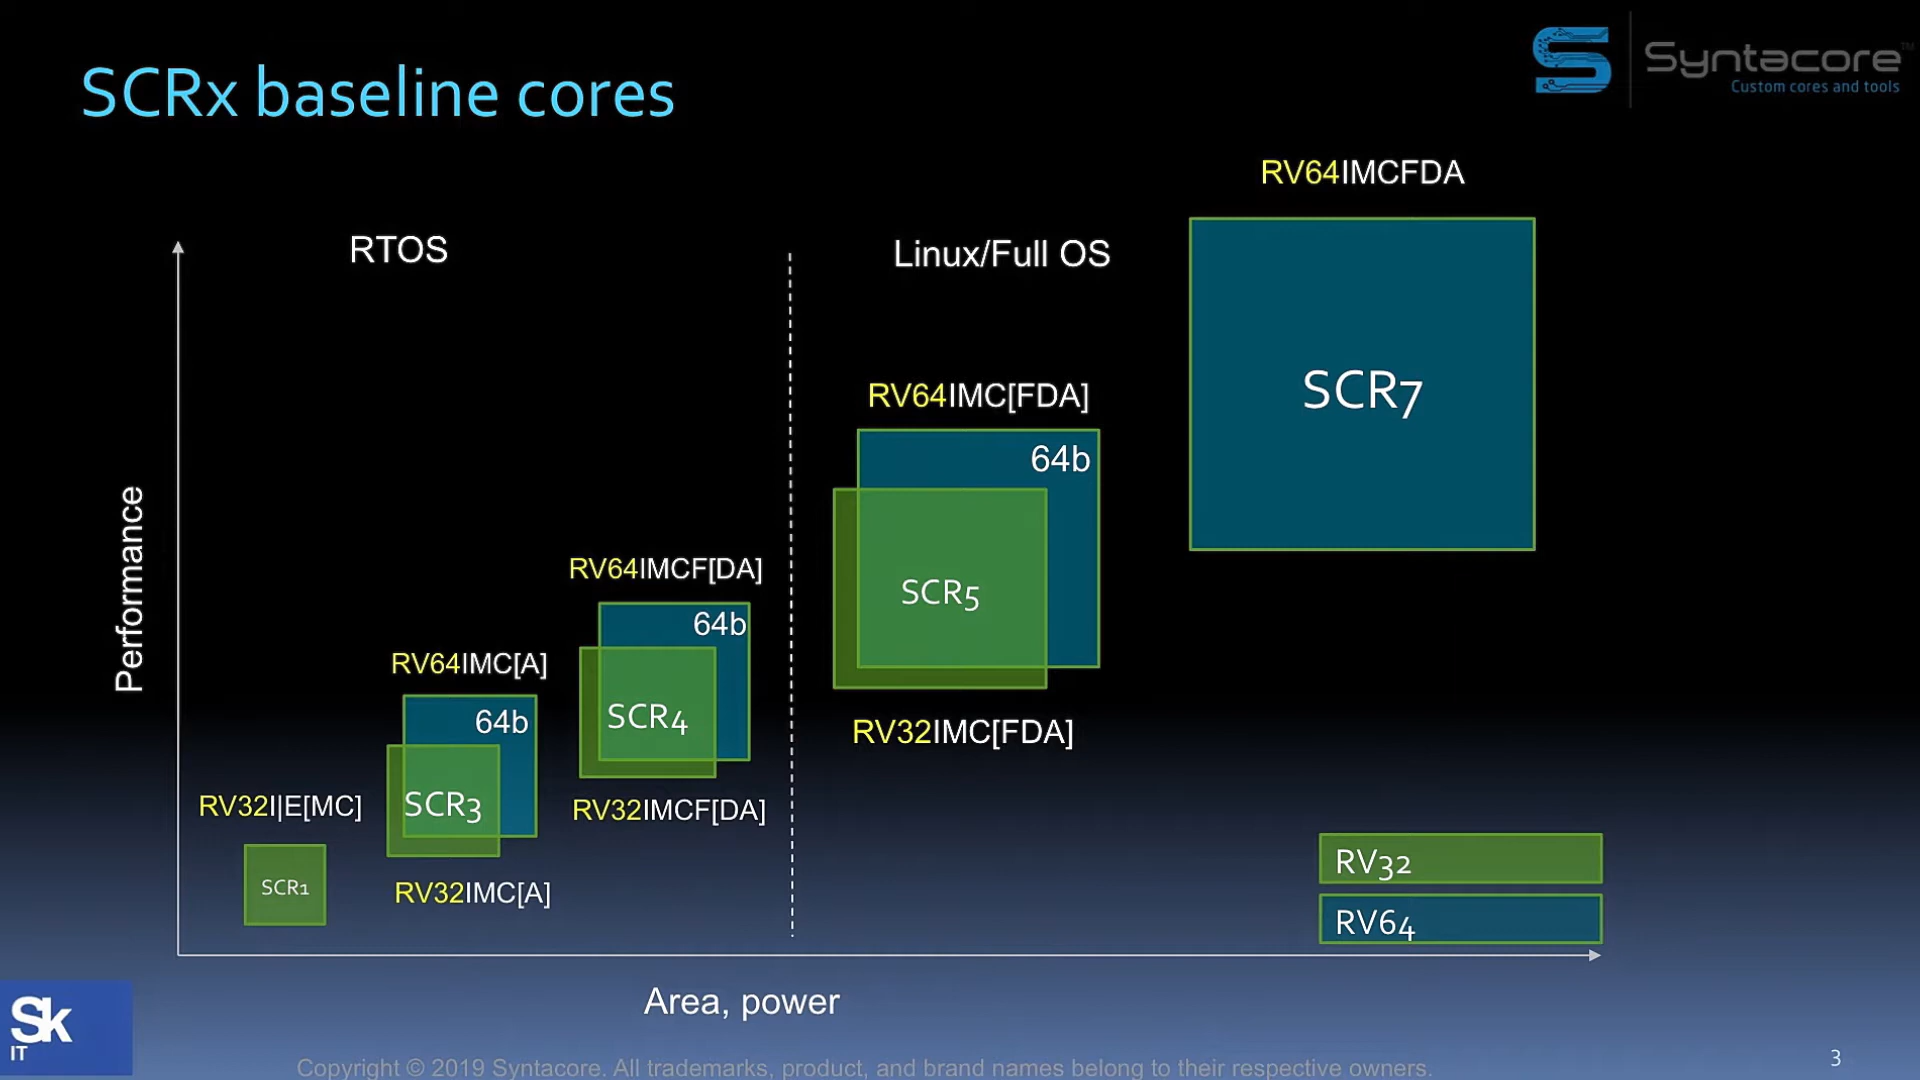 SCRx baseline cores
Syntacore™
Custom cores and tools
RV64IMCFDA
RTOS
Linux/Full OS
SCR7
RV64IMC[FDA]
64b
SCR5
RV32IMC[FDA]
RV64IMCF[DA]
64b
SCR4
RV32IMCF[DA]
RV64IMC[A]
64b
SCR3
RV32IMC[A]
RV32I|E[MC]
SCR1
Performance
RV32
RV64
Area, power
Sk
IT
Copyright © 2019 Syntacore. All trademarks, product, and brand names belong to their respective owners.
3